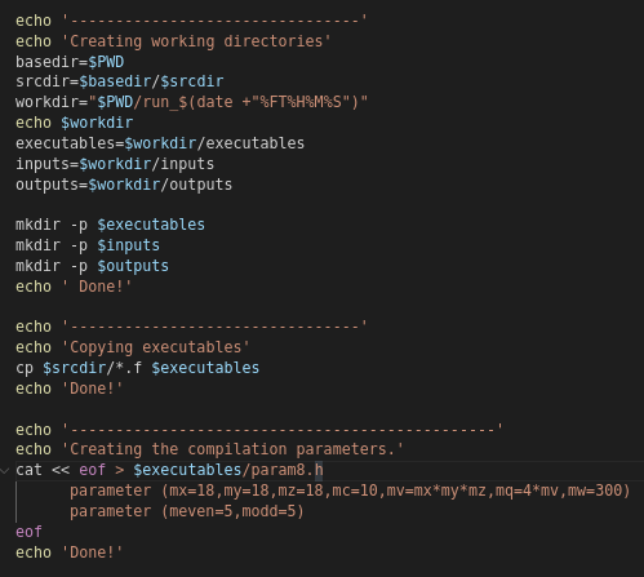 echo '--------------------------------'
echo 'Creating working directories'
basedir=$PWD
srcdir=$basedir/$srcdir
workdir="$PWD/run_$(date +"%FT%H%M%S")"
echo $workdir
executables=$workdir/executables
inputs=$workdir/inputs
outputs=$workdir/outputs

mkdir -p $executables
mkdir -p $inputs
mkdir -p $outputs
echo ' Done!'

echo '--------------------------------'
echo 'Copying executables'
cp $srcdir/*.f $executables
echo 'Done!'

echo '-----------------------------------------------'
echo 'Creating the compilation parameters.'
cat << eof > $executables/param8.h
      parameter (mx=18,my=18,mz=18,mc=10,mv=mx*my*mz,mq=4*mv,mw=300)
      parameter (meven=5,modd=5)
eof
echo 'Done!'